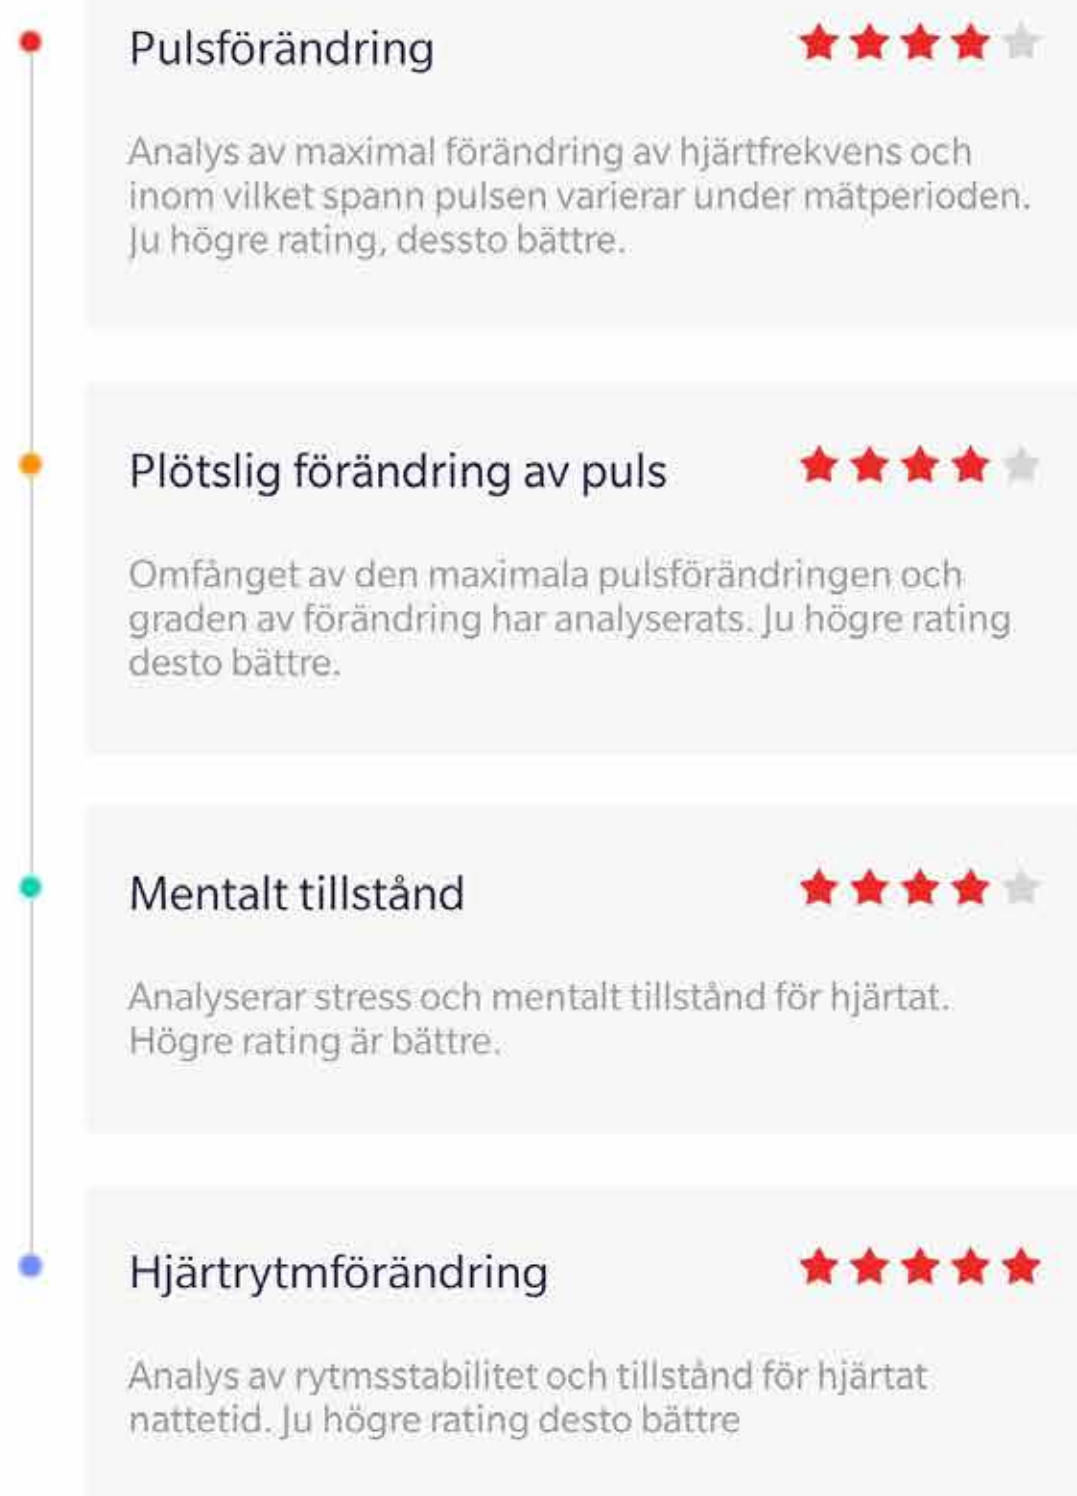 Pulsförändring
Analys av maximal förändring av hjärtfrekvens och
inom vilket spann pulsen varierar under mätperioden.
Ju högre rating, dessto bättre.
Plötslig förändring av puls
Omfånget av den maximala pulsförändringen och
graden av förändring har analyserats. Ju högre rating
desto bättre.
Mentalt tillstånd
Analyserar stress och mentalt tillstånd för hjärtat.
Högre rating är bättre.
Hjärtrytmförändring
Analys av rytmsstabilitet och tillstånd för hjärtat
nattetid. Ju högre rating desto bättre